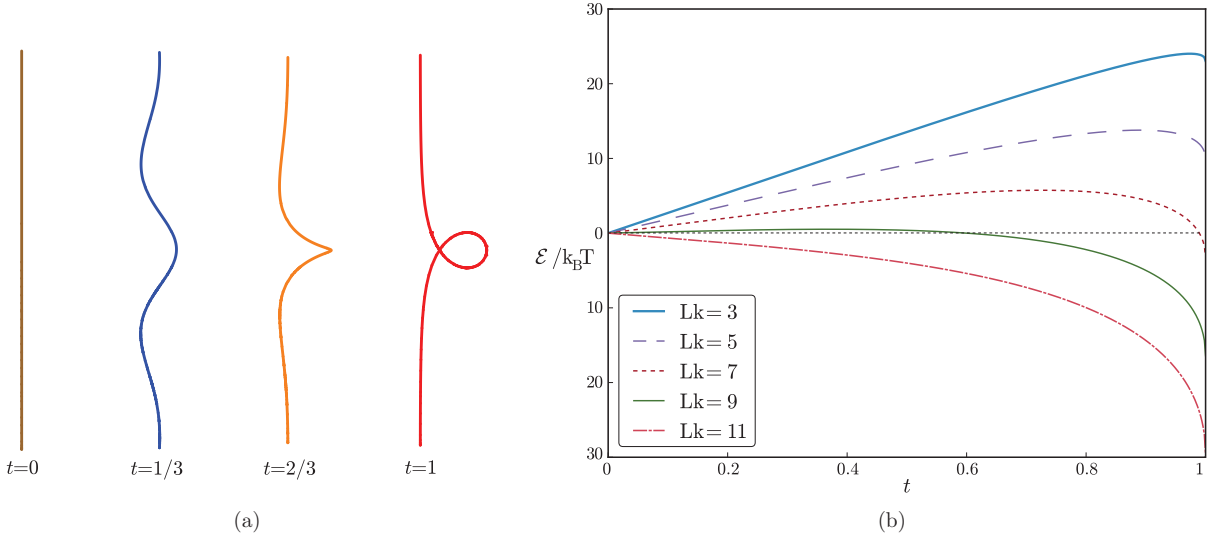 t=0
t=1/3
t=2/3
t=1
(a)
30
20
10
0
10
20
30
ℰ/k_BT
Lk= 3
Lk= 5
Lk= 7
Lk= 9
Lk= 11
0
0.2
0.4
0.6
0.8
1
t
(b)